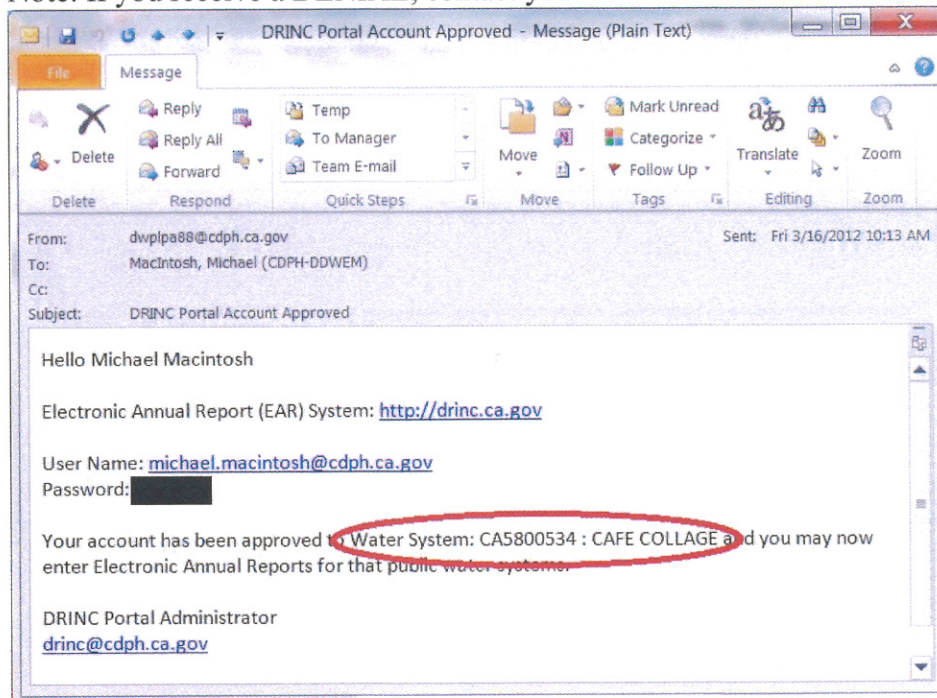 DRINC Portal Account Approved - Message (Plain Text)
File Message
Delete
Reply
Reply All
Forward
Temp
To Manager
Team E-mail
Move
Mark Unread
Categorize
Follow Up
Translate
Zoom
Delete Respond Quick Steps Move Tags Editing Zoom
From: dwplpa88@cdph.ca.gov Sent: Fri 3/16/2012 10:13 AM
To: MacIntosh, Michael (CDPH-DDWEM)
Cc:
Subject: DRINC Portal Account Approved
Hello Michael Macintosh
Electronic Annual Report (EAR) System: http://drinc.ca.gov
User Name: michael.macintosh@cdph.ca.gov
Password:
Your account has been approved to Water System: CA5800534 : CAFE COLLAGE and you may now
enter Electronic Annual Reports for that public water systems.
DRINC Portal Administrator
drinc@cdph.ca.gov